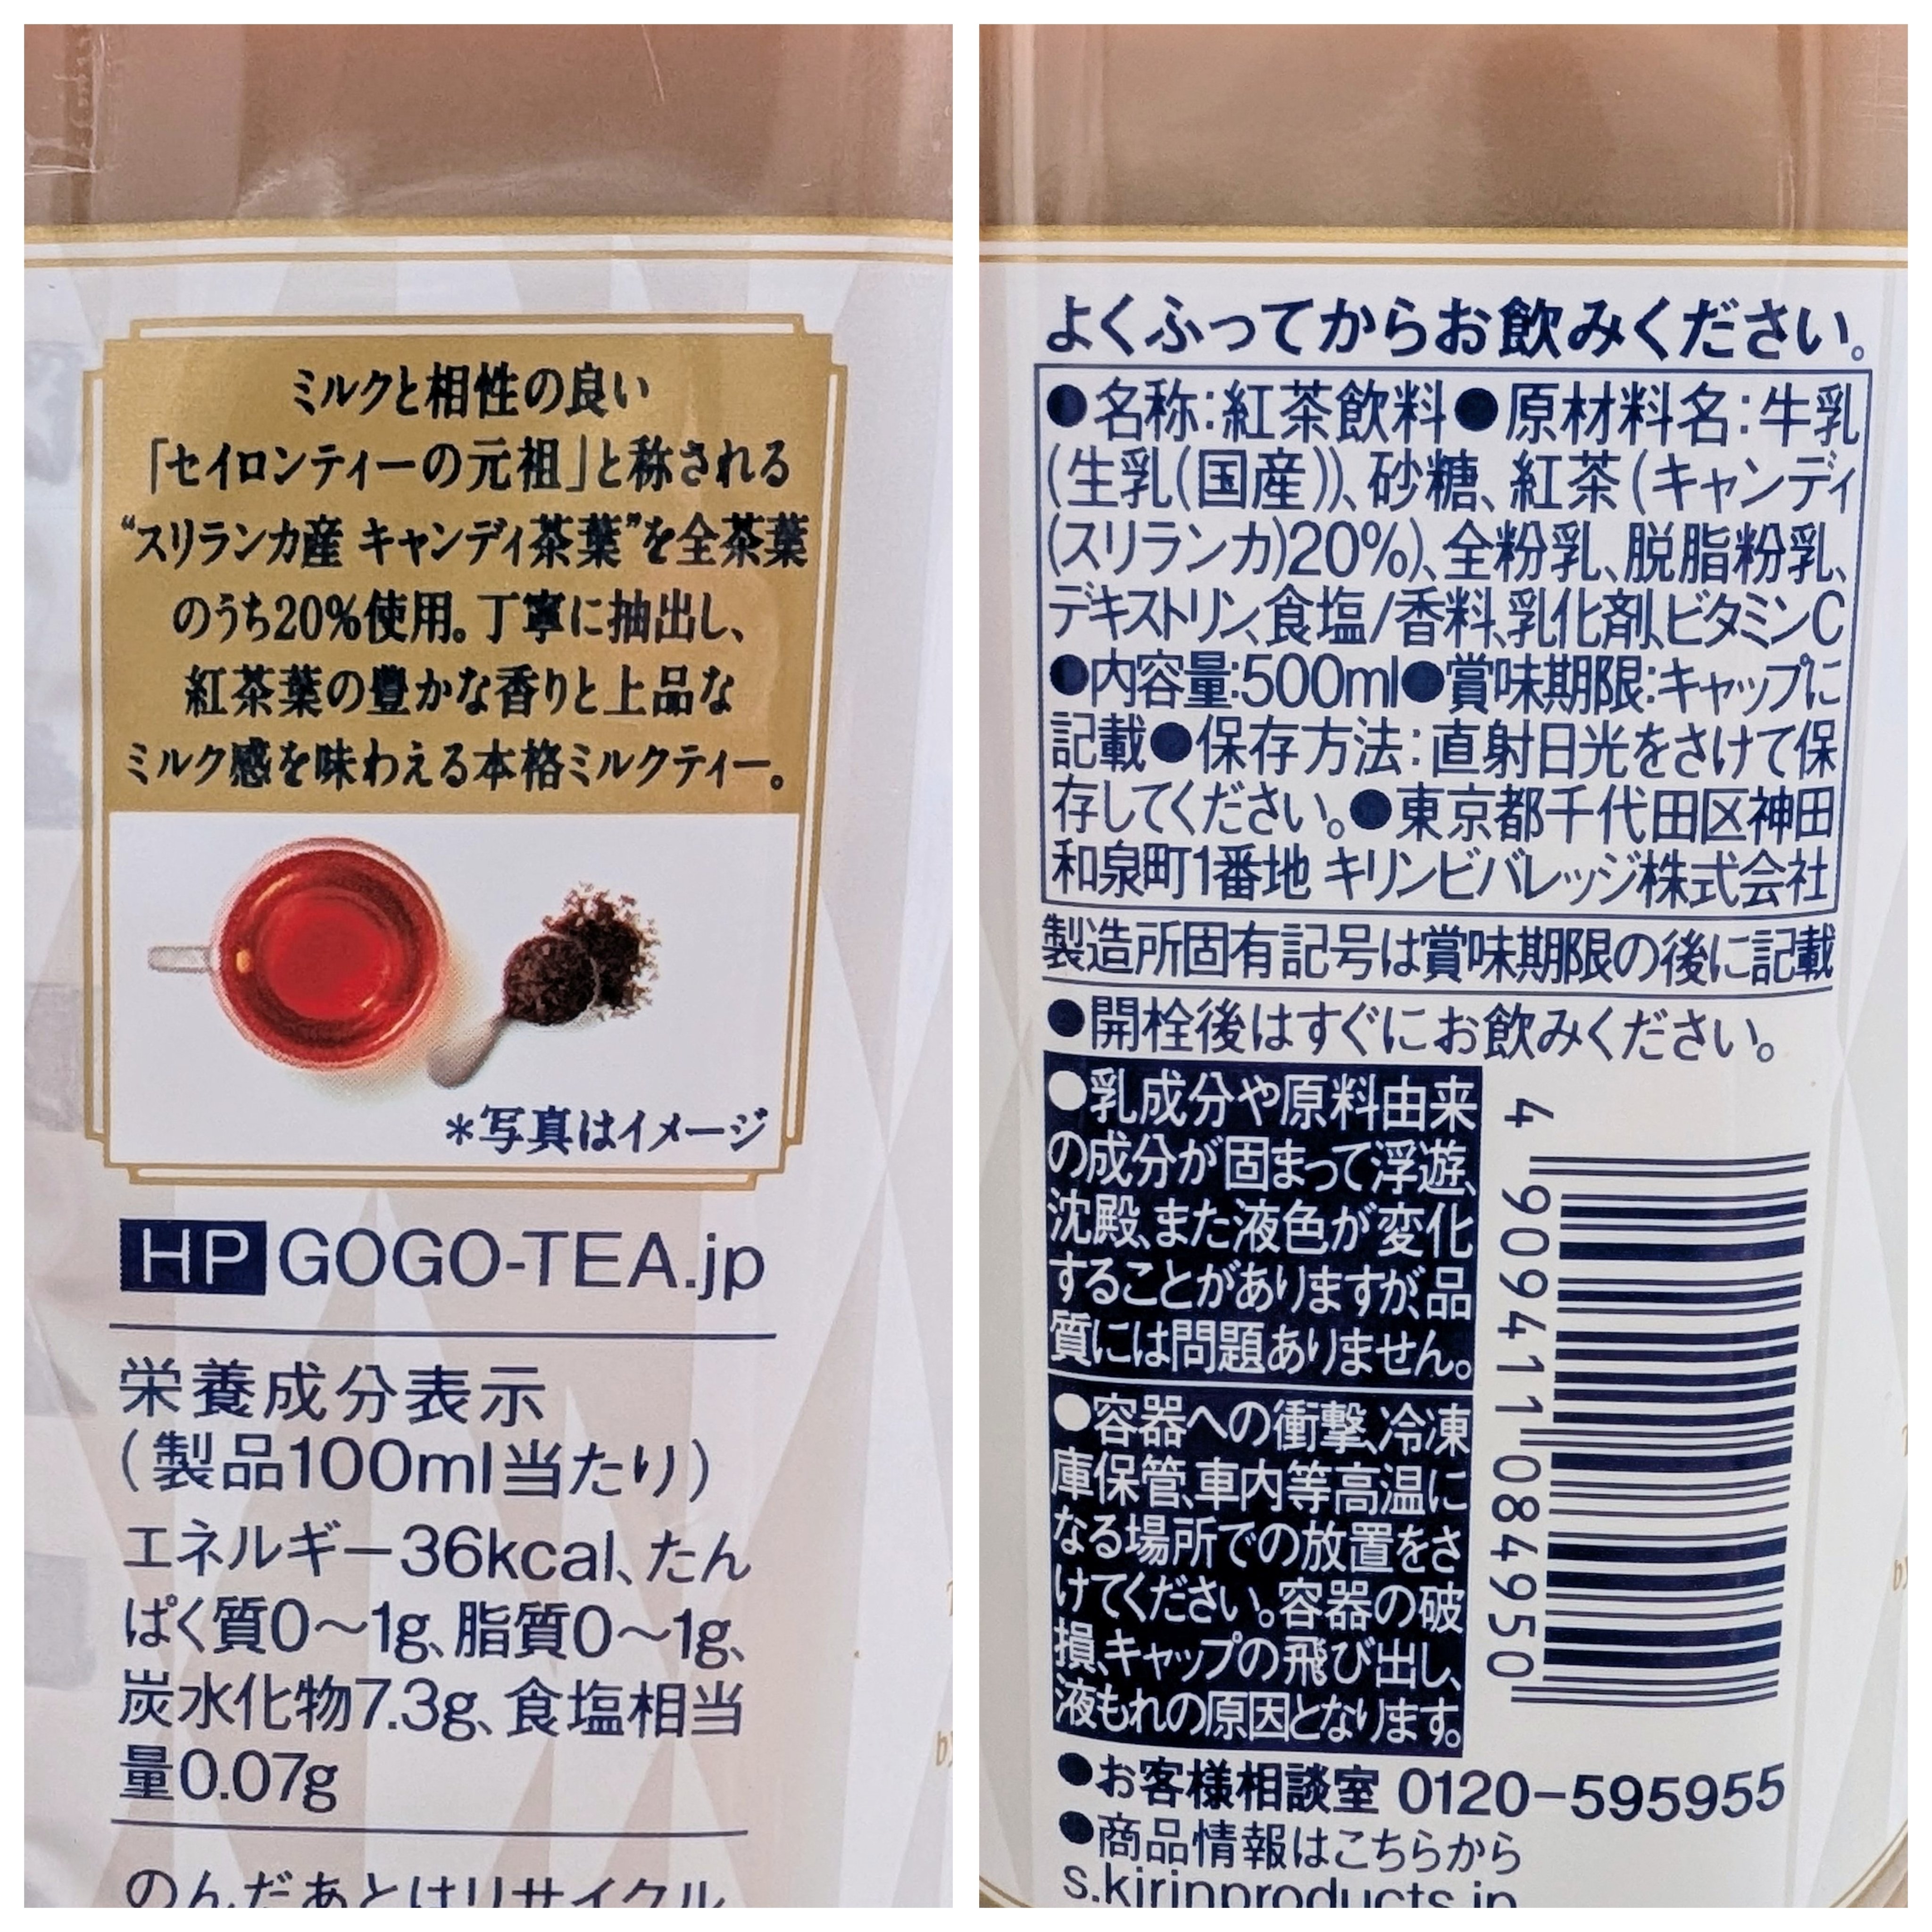 ミルクと相性の良い
「セイロンティーの元祖」と称される
“スリランカ産 キャンディ茶葉”を全茶葉
のうち20%使用。丁寧に抽出し、
紅茶葉の豊かな香りと上品な
ミルク感を味わえる本格ミルクティー。
*写真はイメージ
HP GOGO-TEA.jp
栄養成分表示
(製品100ml当たり)
エネルギー36kcal、たん
ぱく質0〜1g、脂質0〜1g、
炭水化物7.3g、食塩相当
量0.07g
のんだあとはリサイクル
よくふってからお飲みください。
●名称:紅茶飲料●原材料名:牛乳
(生乳(国産))、砂糖、紅茶(キャンディ
(スリランカ)20%)、全粉乳、脱脂粉乳、
デキストリン、食塩/香料、乳化剤、ビタミンC
●内容量:500ml●賞味期限:キャップに
記載●保存方法:直射日光をさけて保
存してください。●東京都千代田区神田
和泉町1番地 キリンビバレッジ株式会社
製造所固有記号は賞味期限の後に記載
●開栓後はすぐにお飲みください。
●乳成分や原料由来
の成分が固まって浮遊、
沈殿、また液色が変化
することがありますが、品
質には問題ありません。
●容器への衝撃、冷凍
庫保管、車内等高温に
なる場所での放置をさ
けてください。容器の破
損、キャップの飛び出し、
液もれの原因となります。
4 909411 084950
●お客様相談室 0120-595955
●商品情報はこちらから
s.kirinproducts.jp